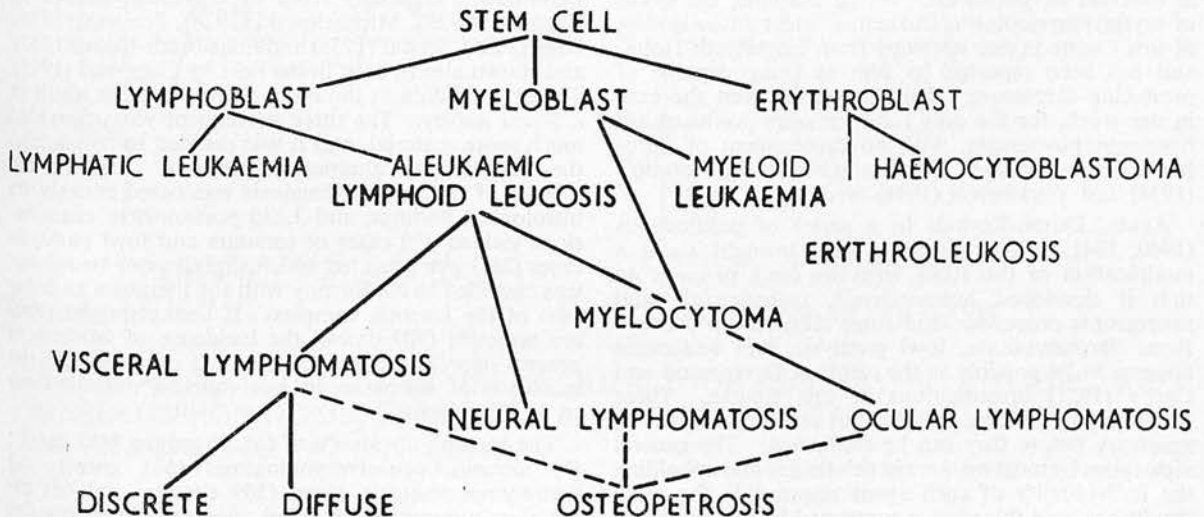 STEM CELL
LYMPHOBLAST MYELOBLAST ERYTHROBLAST
LYMPHATIC LEUKAEMIA ALEUKAEMIC MYELOID HAEMOCYTOBLASTOMA
LYMPHOID LEUCOSIS LEUKAEMIA
ERYTHROLEUKOSIS
MYELOCYTOMA
VISCERAL LYMPHOMATOSIS
NEURAL LYMPHOMATOSIS OCULAR LYMPHOMATOSIS
DISCRETE DIFFUSE OSTEOPETROSIS